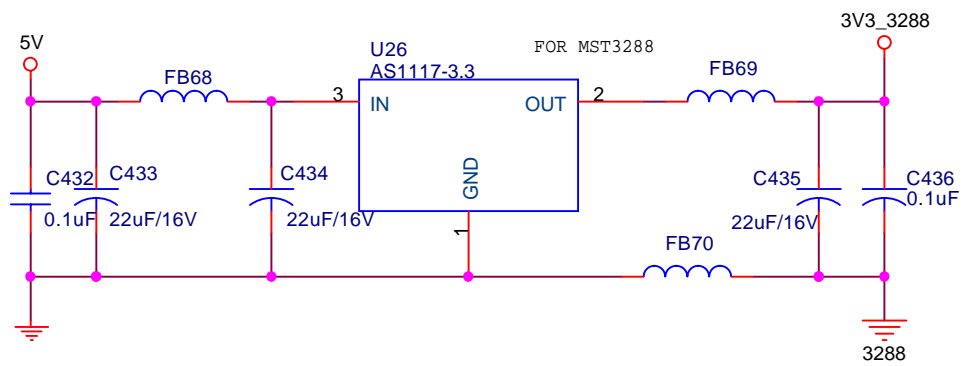 5V
FB68
U26
AS1117-3.3
FOR MST3288
FB69
3V3_3288
3
IN
OUT
2
GND
1
C432
0.1uF
C433
22uF/16V
C434
22uF/16V
C435
22uF/16V
C436
0.1uF
FB70
3288